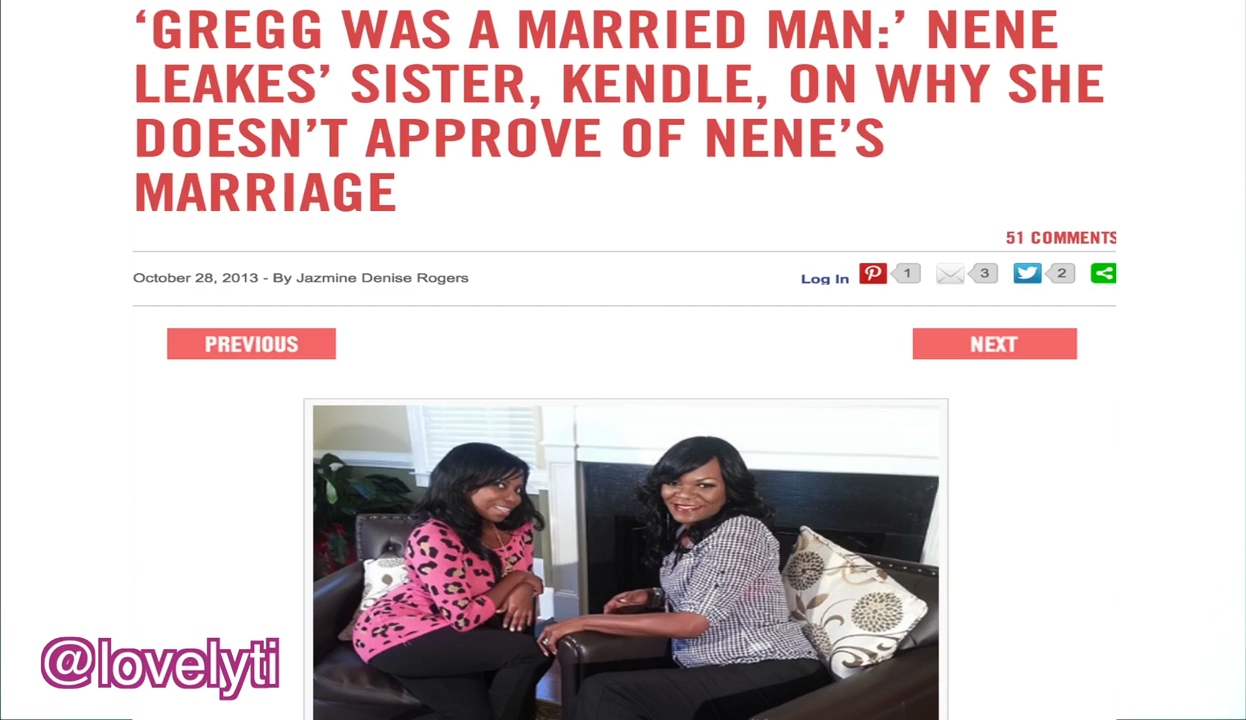 ‘GREGG WAS A MARRIED MAN:’ NENE
LEAKES’ SISTER, KENDLE, ON WHY SHE
DOESN’T APPROVE OF NENE’S
MARRIAGE
51 COMMENTS
October 28, 2013 - By Jazmine Denise Rogers
Log In 1 3 2
PREVIOUS NEXT
@lovelyti